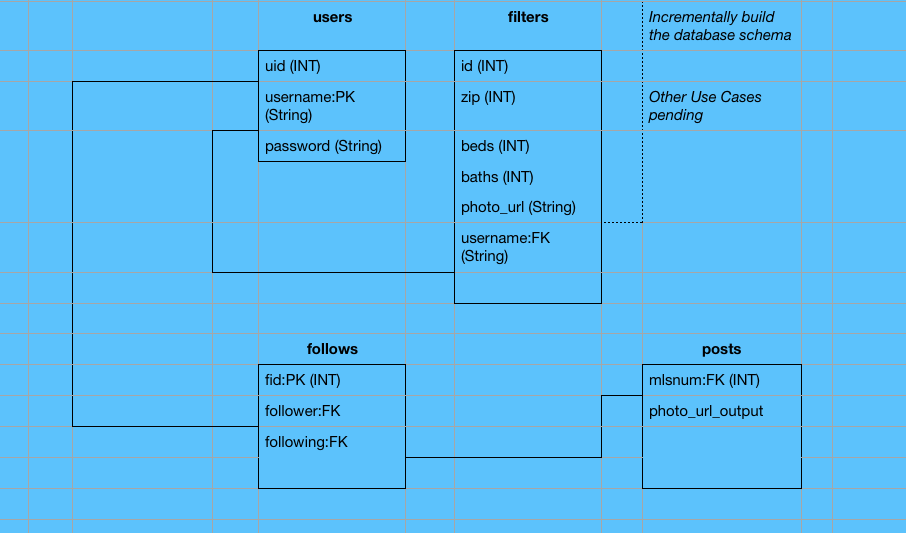 users
uid (INT)
username:PK
(String)
password (String)
filters
id (INT)
zip (INT)
beds (INT)
baths (INT)
photo_url (String)
username:FK
(String)
Incrementally build
the database schema
Other Use Cases
pending
follows
fid:PK (INT)
follower:FK
following:FK
posts
mlsnum:FK (INT)
photo_url_output